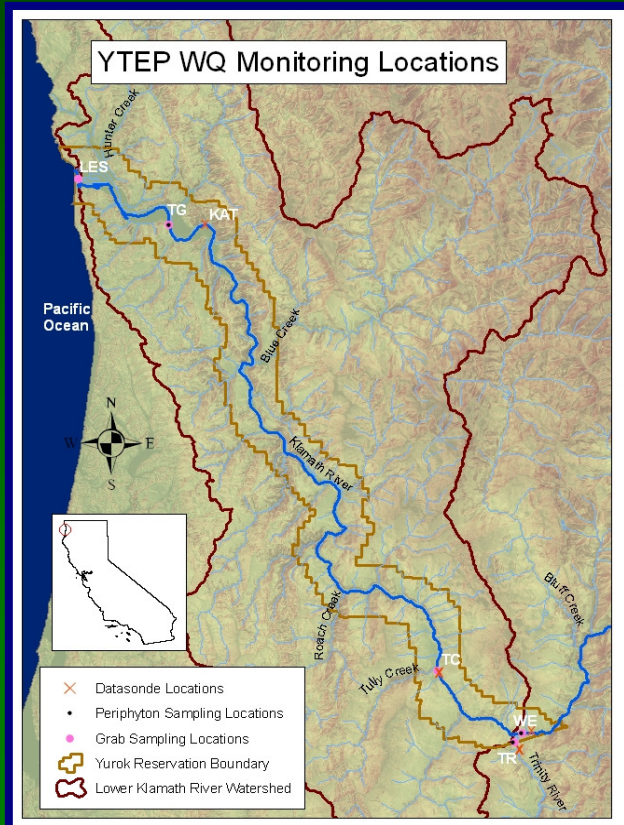 YTEP WQ Monitoring Locations
Hunter Creek
LES
TG
KAT
Pacific
Ocean
Blue Creek
N
W
E
S
Klamath River
Bluff Creek
Roach Creek
Tully Creek
TC
WE
TR
Trinity River
Datasonde Locations
Periphyton Sampling Locations
Grab Sampling Locations
Yurok Reservation Boundary
Lower Klamath River Watershed